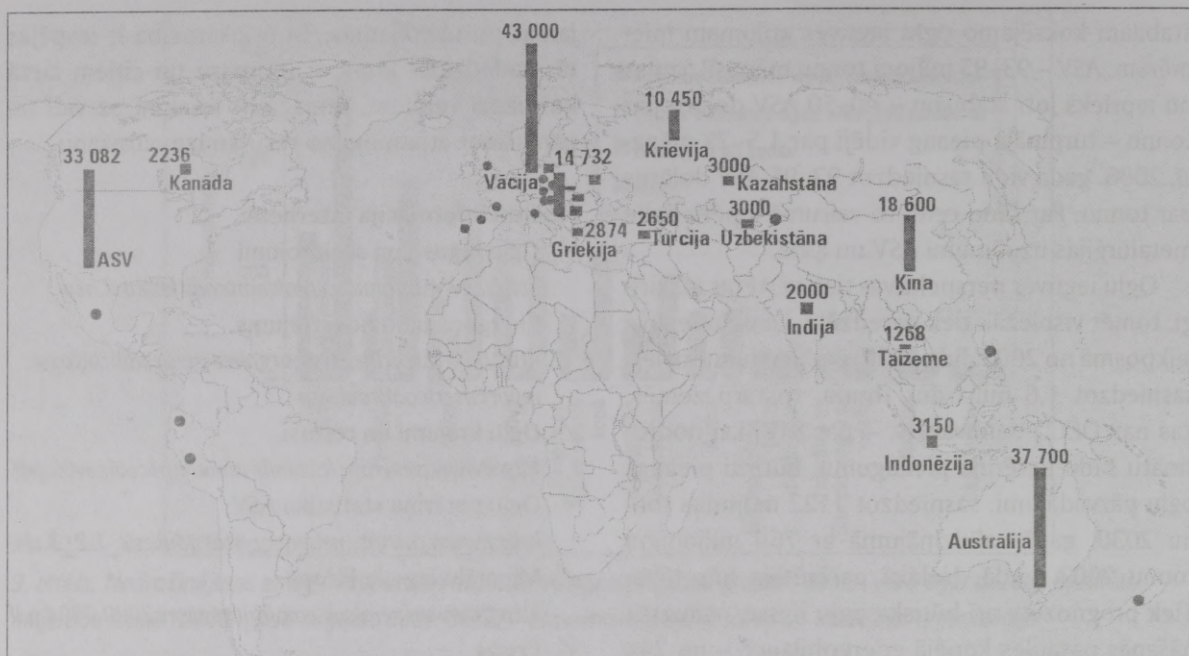 43 000
10 450
Krievija
33 082
ASV
2236
Kanāda
Vācija
14 732
3000
Kazahstāna
2874
Griekija
2650
Turcija
3000
Uzbekistāna
18 600
Ķīna
2000
Indija
1268
Taizeme
3150
Indonēzija
37 700
Austrālija